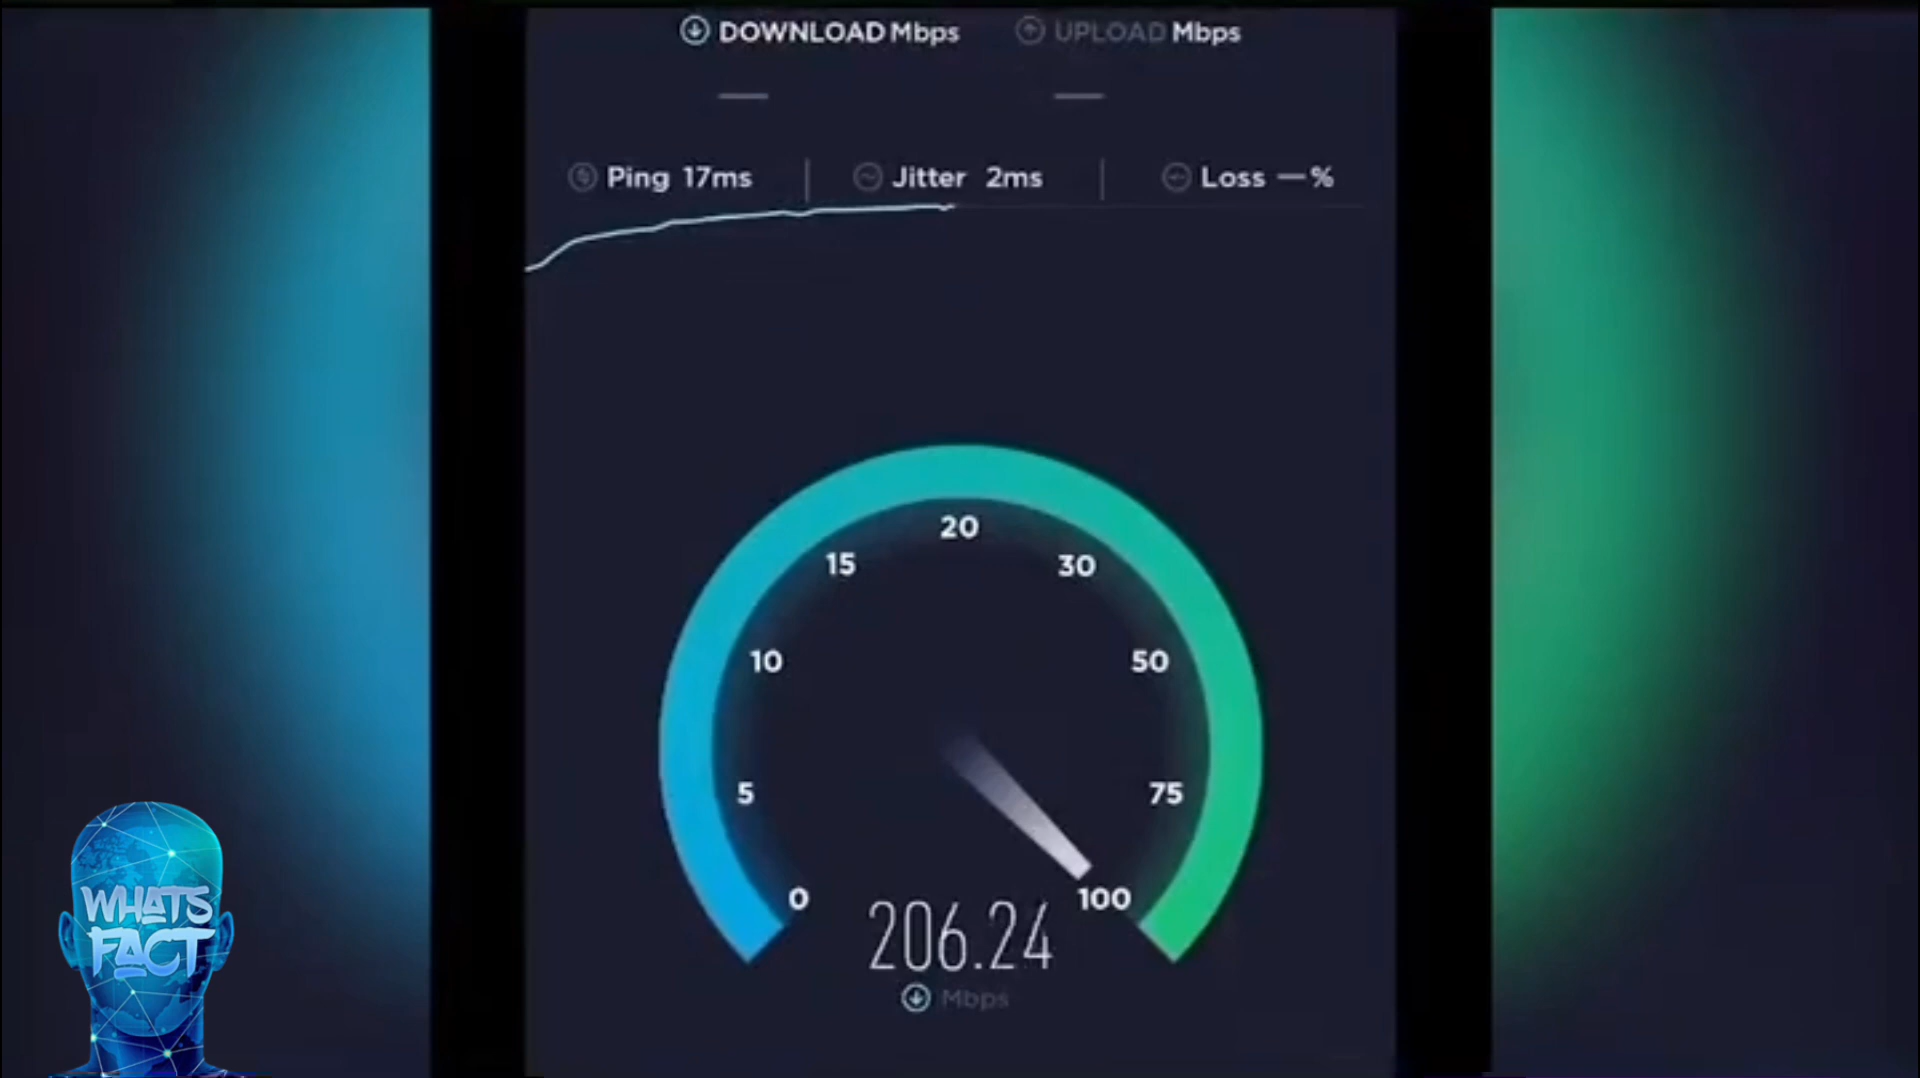 DOWNLOAD Mbps UPLOAD Mbps
— —
Ping 17ms Jitter 2ms Loss —%
20
15 30
10 50
5 75
0 100
206.24
Mbps
WHATS
FACT